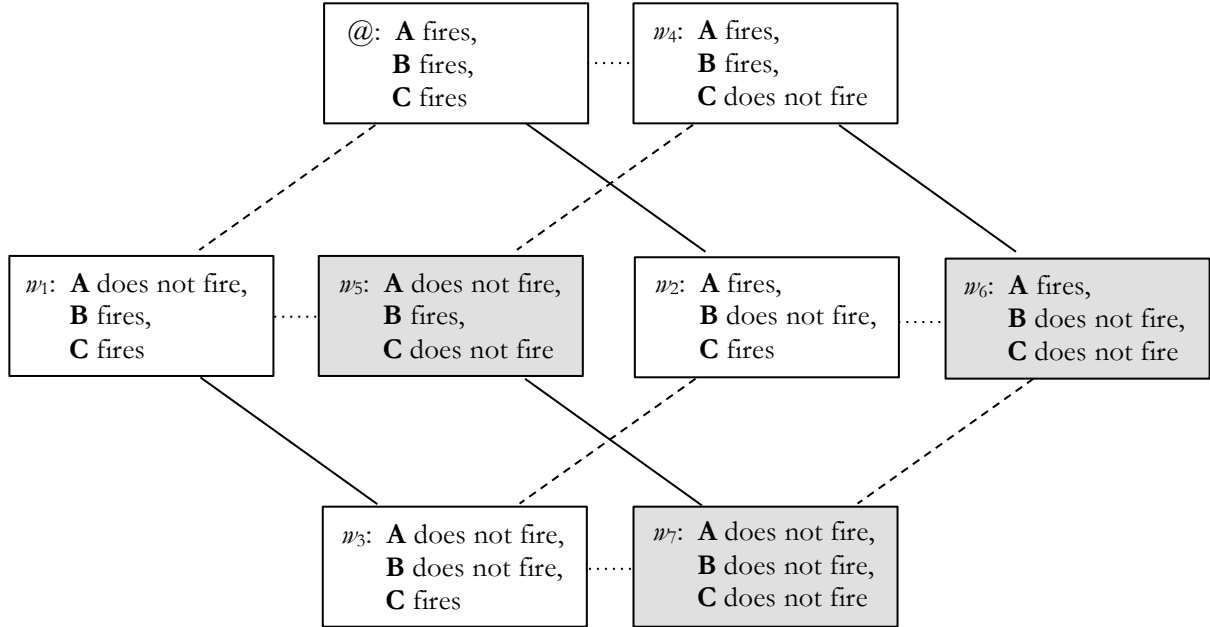 @: A fires,
B fires,
C fires
w4: A fires,
B fires,
C does not fire
w1: A does not fire,
B fires,
C fires
w5: A does not fire,
B fires,
C does not fire
w2: A fires,
B does not fire,
C fires
w6: A fires,
B does not fire,
C does not fire
w3: A does not fire,
B does not fire,
C fires
w7: A does not fire,
B does not fire,
C does not fire